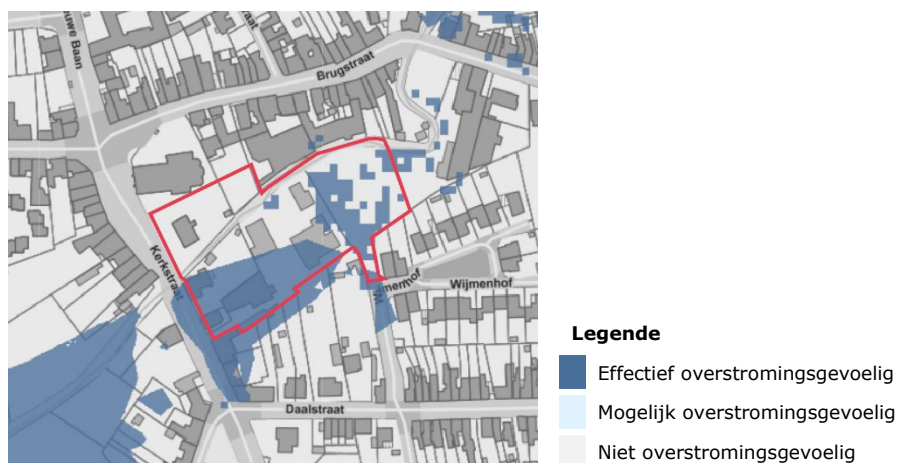 Brugstraat
Kerkstraat
Wijmenhof
Daalstraat
Legende
Effectief overstromingsgevoelig
Mogelijk overstromingsgevoelig
Niet overstromingsgevoelig